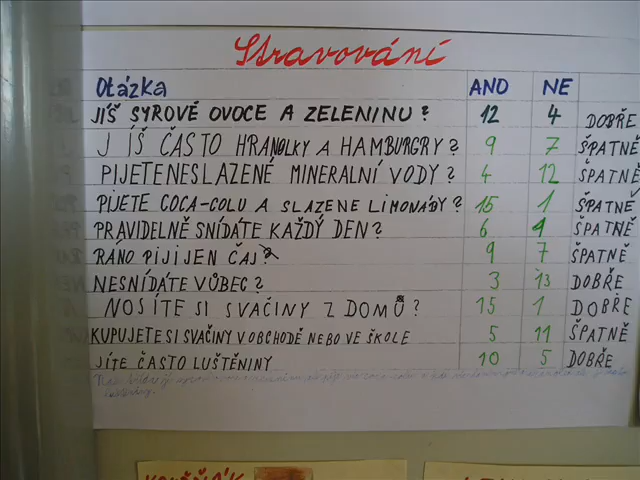 Stravování
Otázka ANO NE
JÍŠ SYROVÉ OVOCE A ZELENINU? 12 4 DOBŘE
JÍŠ ČASTO HRANOLKY A HAMBURGRY? 9 7 ŠPATNĚ
PIJETENESLAZENÉ MINERALNÍ VODY? 4 12 ŠPATNĚ
PIJETE COCA-COLU A SLAZENE LIMONÁDY? 15 1 ŠPATNĚ
PRAVIDELNĚ SNÍDÁTE KAŽDÝ DEN? 6 9 ŠPATNĚ
RÁNO PIJI JEN ČAJ? 9 7 ŠPATNĚ
NESNÍDÁTE VŮBEC? 3 13 DOBŘE
NOSÍTE SI SVAČINY Z DOMŮ? 15 1 DOBŘE
KUPUJETE SI SVAČINY V OBCHODĚ NEBO VE ŠKOLE 5 11 ŠPATNĚ
JÍTE ČASTO LUŠTĚNINY 10 5 DOBŘE